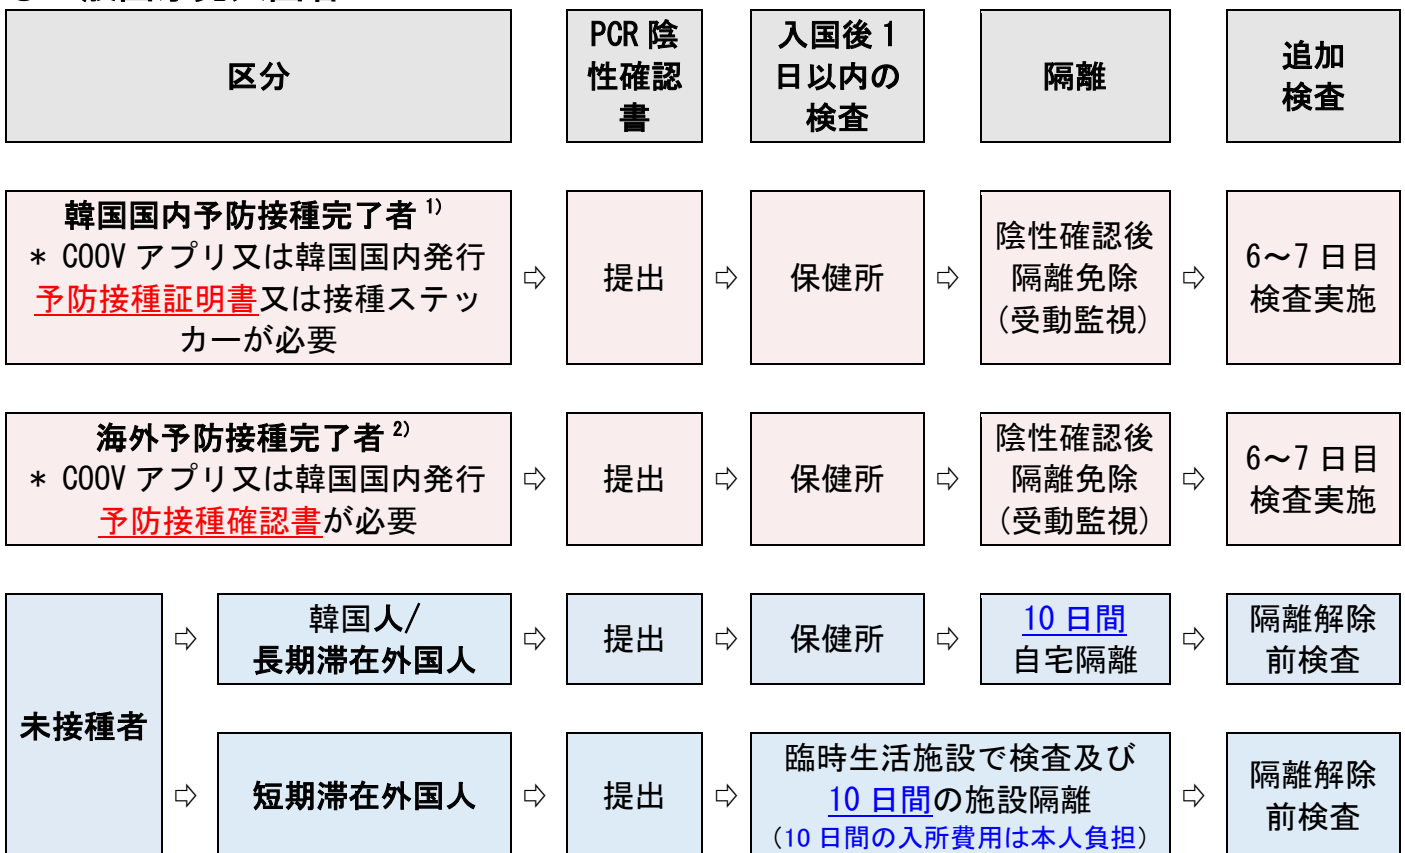 区分
PCR 陰
性確認
書
入国後 1
日以内の
検査
隔離
追加
検査
韓国国内予防接種完了者 1)
* COOV アプリ又は韓国国内発行
予防接種証明書又は接種ステッ
カーが必要
⇨
提出
⇨
保健所
⇨
陰性確認後
隔離免除
(受動監視)
⇨
6～7 日目
検査実施
海外予防接種完了者 2)
* COOV アプリ又は韓国国内発行
予防接種確認書が必要
⇨
提出
⇨
保健所
⇨
陰性確認後
隔離免除
(受動監視)
⇨
6～7 日目
検査実施
未接種者
⇨
韓国人/
長期滞在外国人
⇨
提出
⇨
保健所
⇨
10 日間
自宅隔離
⇨
隔離解除
前検査
⇨
短期滞在外国人
⇨
提出
⇨
臨時生活施設で検査及び
10 日間の施設隔離
(10 日間の入所費用は本人負担)
⇨
隔離解除
前検査